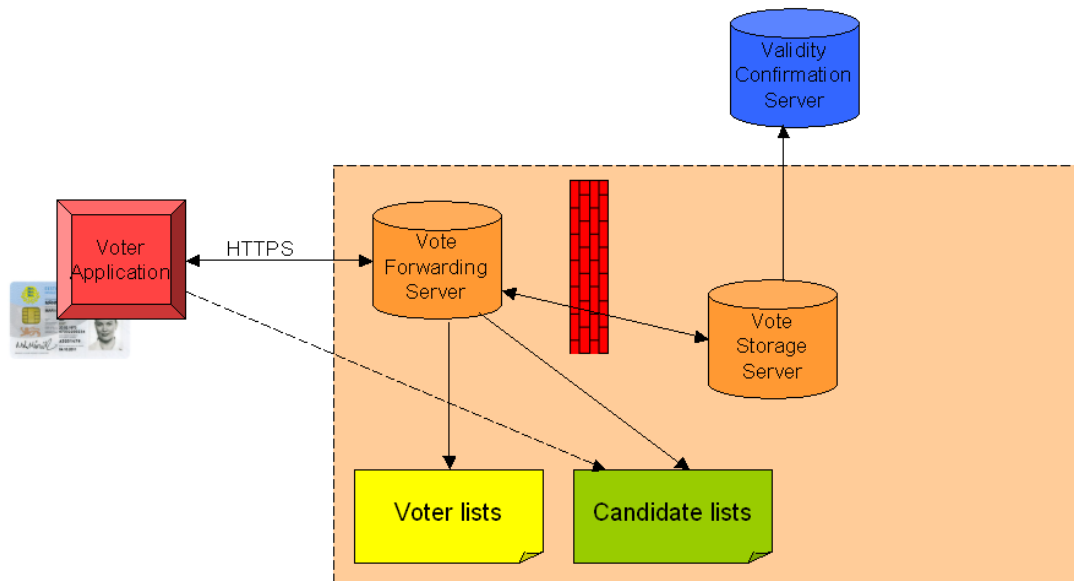 Validity
Confirmation
Server
Voter
Application
HTTPS
Vote
Forwarding
Server
Vote
Storage
Server
Voter lists
Candidate lists